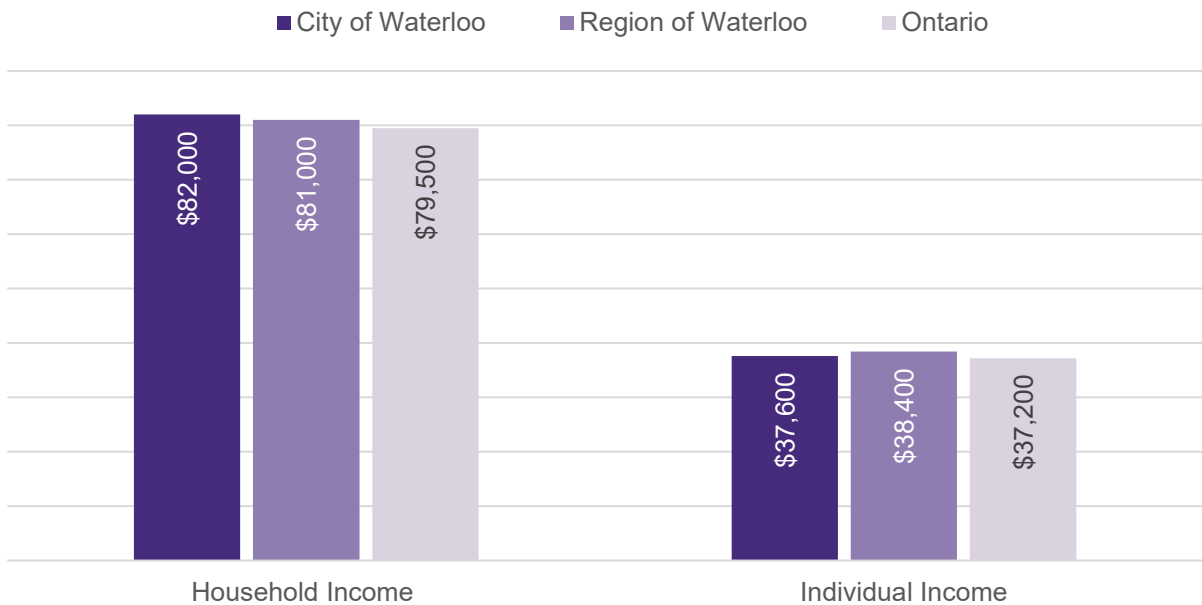 City of Waterloo Region of Waterloo Ontario
$82,000
$81,000
$79,500
$37,600
$38,400
$37,200
Household Income
Individual Income